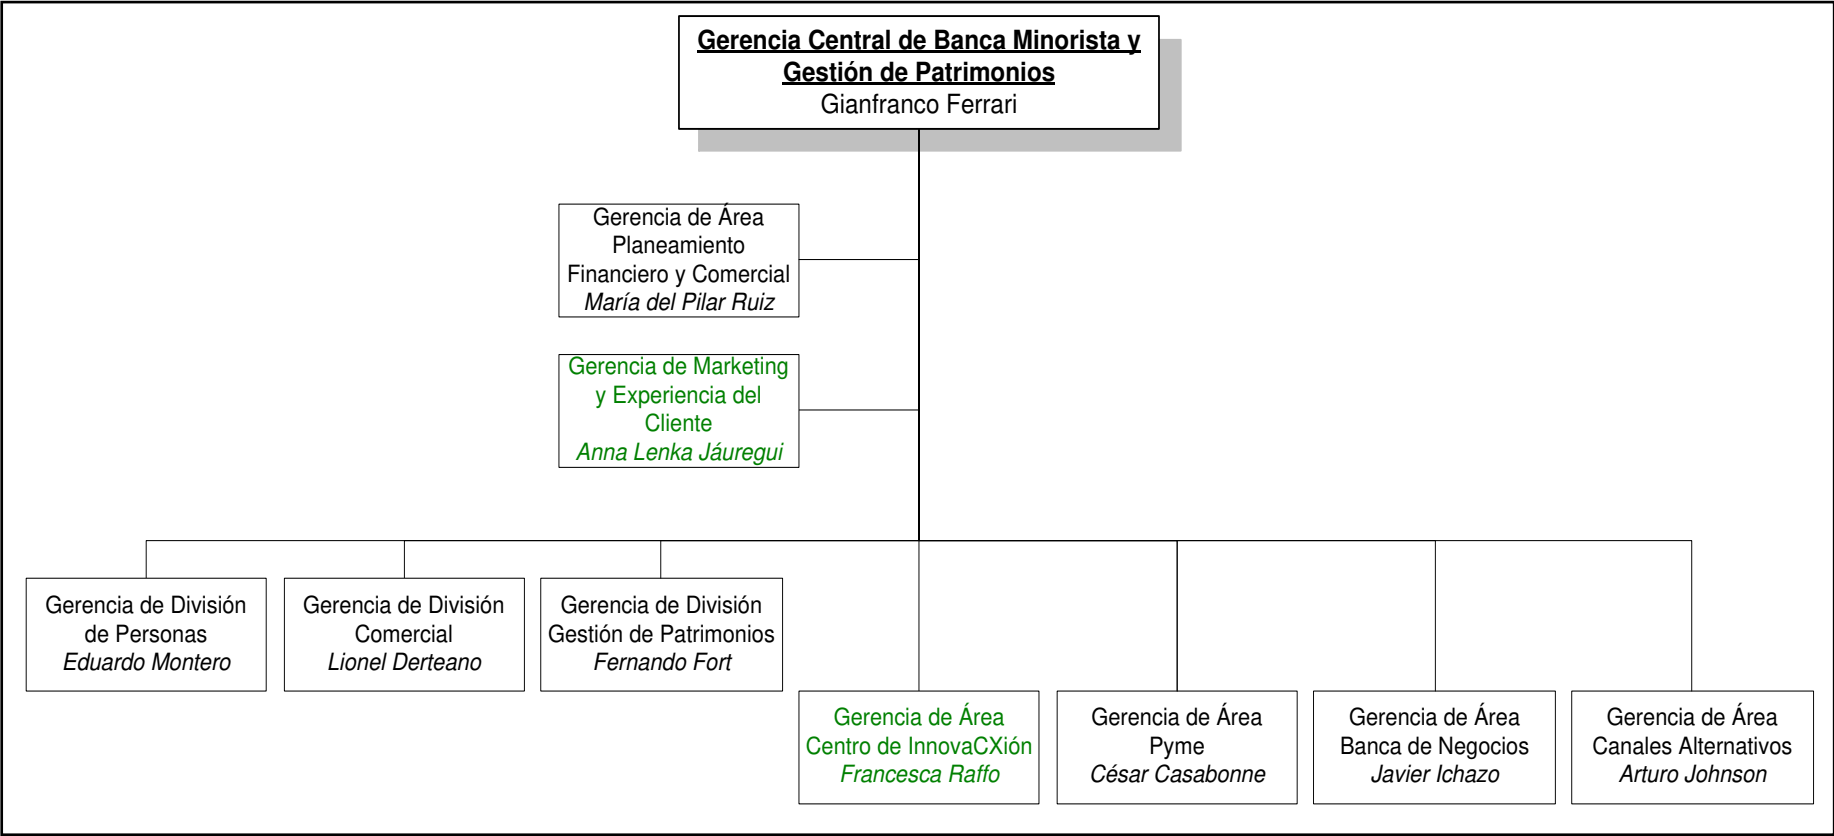 Gerencia Central de Banca Minorista y
Gestión de Patrimonios
Gianfranco Ferrari
Gerencia de Área
Planeamiento
Financiero y Comercial
María del Pilar Ruiz
Gerencia de Marketing
y Experiencia del
Cliente
Anna Lenka Jáuregui
Gerencia de División
de Personas
Eduardo Montero
Gerencia de División
Comercial
Lionel Derteano
Gerencia de División
Gestión de Patrimonios
Fernando Fort
Gerencia de Área
Centro de InnovaCXión
Francesca Raffo
Gerencia de Área
Pyme
César Casabonne
Gerencia de Área
Banca de Negocios
Javier Ichazo
Gerencia de Área
Canales Alternativos
Arturo Johnson